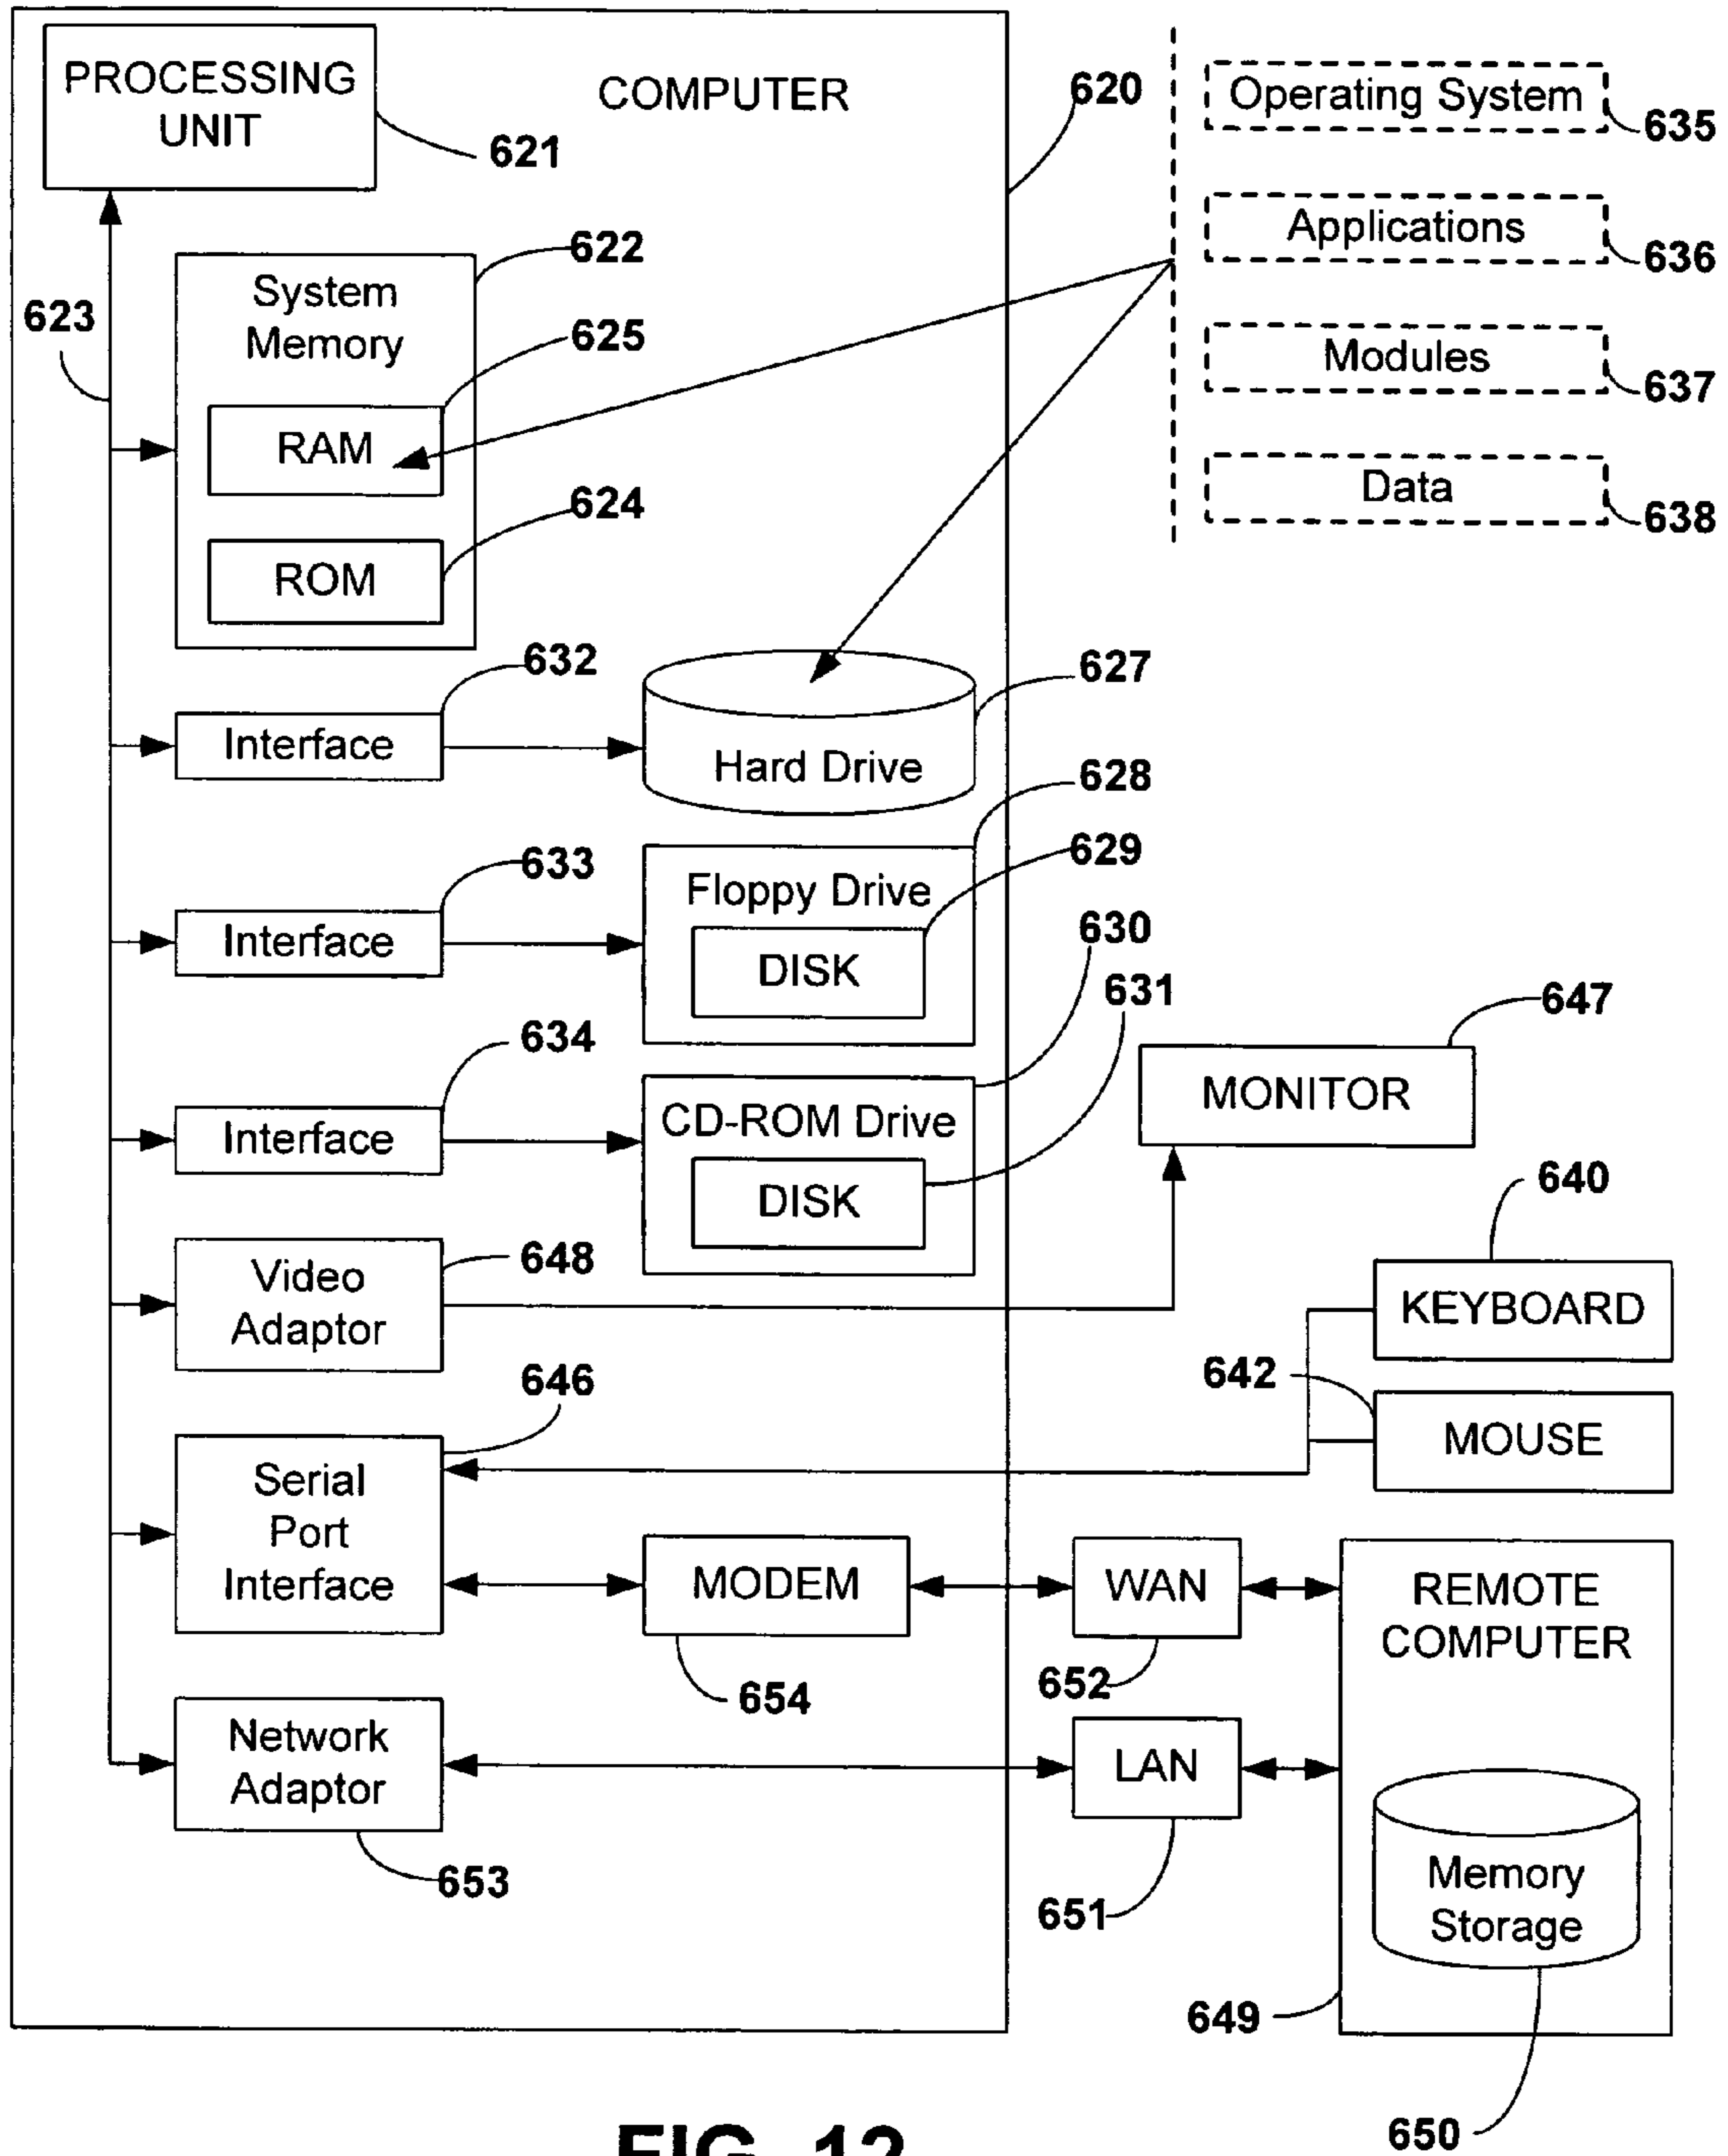 PROCESSING
UNIT
621
COMPUTER
620
Operating System
635
Applications
636
Modules
637
Data
638
623
622
System
Memory
625
RAM
624
ROM
632
Interface
627
Hard Drive
628
633
Interface
629
Floppy Drive
DISK
630
631
634
Interface
CD-ROM Drive
DISK
647
MONITOR
640
KEYBOARD
642
MOUSE
648
Video
Adaptor
646
Serial
Port
Interface
MODEM
654
WAN
652
REMOTE
COMPUTER
Network
Adaptor
653
LAN
651
Memory
Storage
649
650
FIG. 12